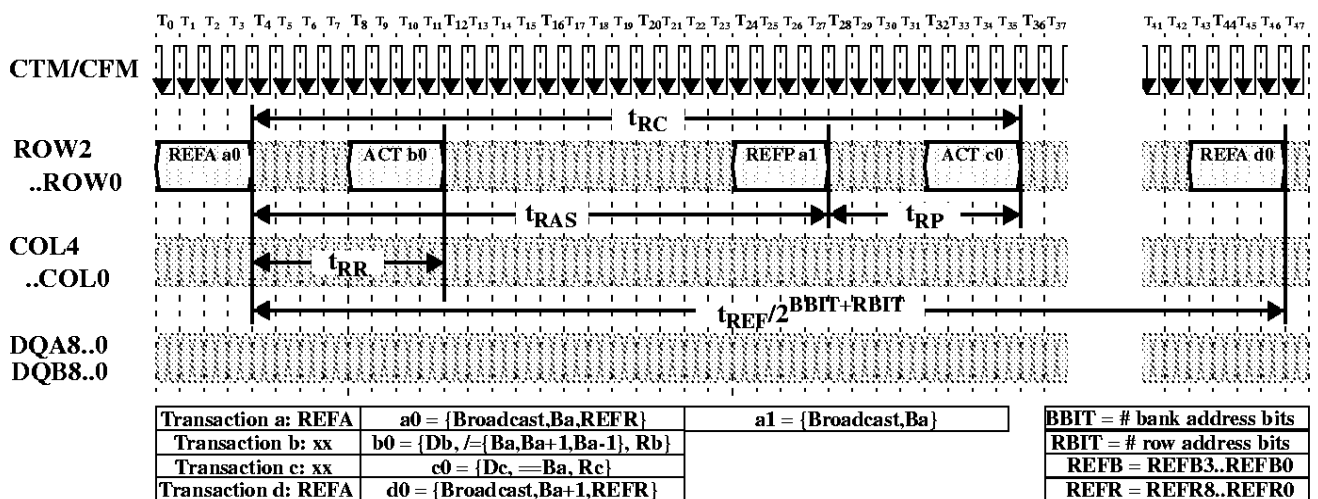 T0 T1 T2 T3 T4 T5 T6 T7 T8 T9 T10 T11 T12 T13 T14 T15 T16 T17 T18 T19 T20 T21 T22 T23 T24 T25 T26 T27 T28 T29 T30 T31 T32 T33 T34 T35 T36 T37 T41 T42 T43 T44 T45 T46 T47
CTM/CFM
tRC
ROW2
..ROW0
REFA a0 ACT b0 REFP a1 ACT c0 REFA d0
tRAS tRP
COL4
..COL0
tRR
tREF/2BBIT+RBIT
DQA8..0
DQB8..0
Transaction a: REFA a0 = {Broadcast,Ba,REFR} a1 = {Broadcast,Ba}
Transaction b: xx b0 = {Db, /={Ba,Ba+1,Ba-1}, Rb}
Transaction c: xx c0 = {Dc, ==Ba, Rc}
Transaction d: REFA d0 = {Broadcast,Ba+1,REFR}
BBIT = # bank address bits
RBIT = # row address bits
REFB = REFB3..REFB0
REFR = REFR8..REFR0